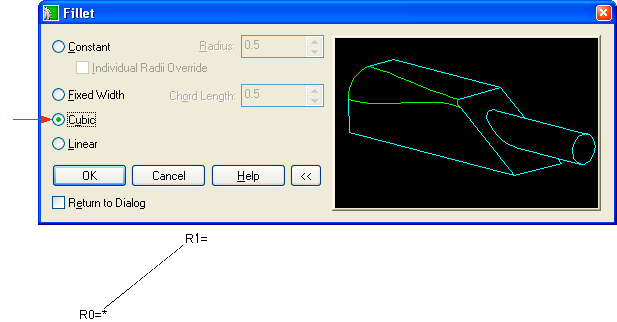 Fillet
Constant
Radius: 0.5
Individual Radii Override
Fixed Width
Chord Length: 0.5
Cubic
Linear
OK Cancel Help <<
Return to Dialog
R1=
R0=*